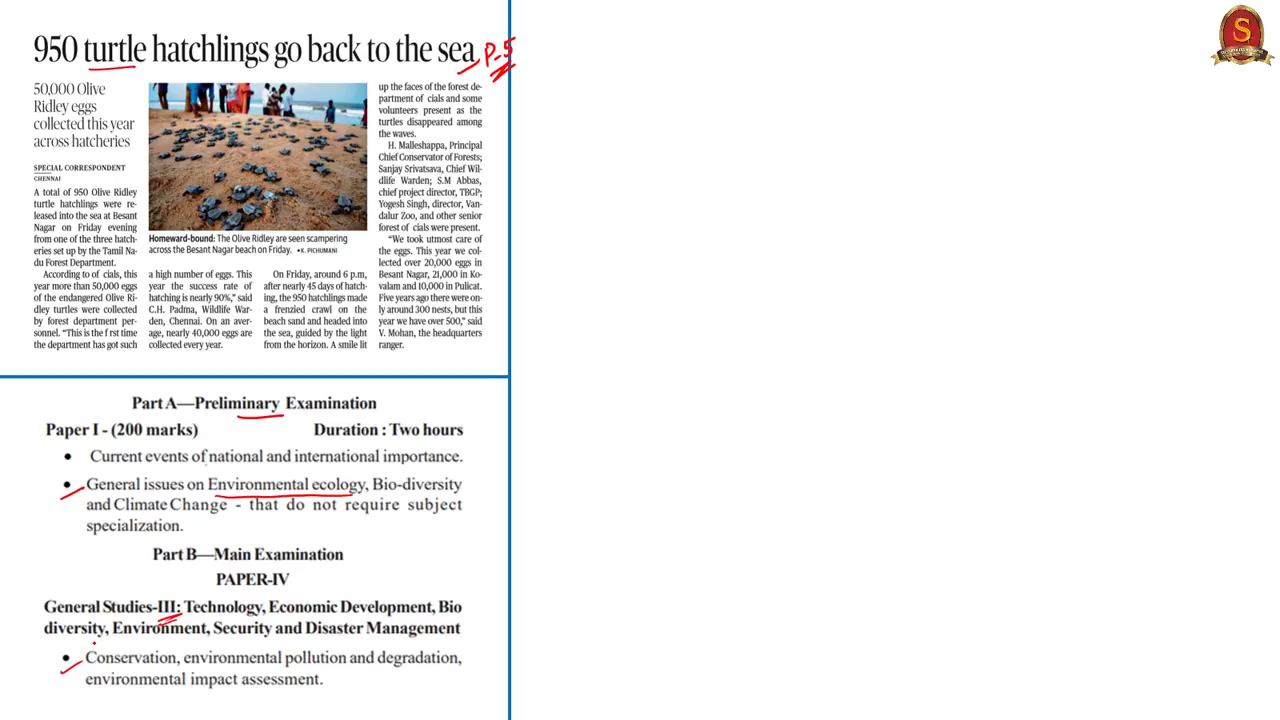 950 turtle hatchlings go back to the sea
P-5
50,000 Olive
Ridley eggs
collected this year
across hatcheries
SPECIAL CORRESPONDENT
CHENNAI
A total of 950 Olive Ridley
turtle hatchlings were re-
leased into the sea at Besant
Nagar on Friday evening
from one of the three hatch-
eries set up by the Tamil Na-
du Forest Department.
According to of cials, this
year more than 50,000 eggs
of the endangered Olive Ri-
dley turtles were collected
by forest department per-
sonnel. "This is the f rst time
the department has got such
Homeward-bound: The Olive Ridley are seen scampering
across the Besant Nagar beach on Friday. •K. PICHUMANI
a high number of eggs. This
year the success rate of
hatching is nearly 90%," said
C.H. Padma, Wildlife War-
den, Chennai. On an aver-
age, nearly 40,000 eggs are
collected every year.
On Friday, around 6 p.m,
after nearly 45 days of hatch-
ing, the 950 hatchlings made
a frenzied crawl on the
beach sand and headed into
the sea, guided by the light
from the horizon. A smile lit
up the faces of the forest de-
partment of cials and some
volunteers present as the
turtles disappeared among
the waves.
H. Malleshappa, Principal
Chief Conservator of Forests;
Sanjay Srivatsava, Chief Wil-
dlife Warden; S.M Abbas,
chief project director, TBGP;
Yogesh Singh, director, Van-
dalur Zoo, and other senior
forest of cials were present.
"We took utmost care of
the eggs. This year we col-
lected over 20,000 eggs in
Besant Nagar, 21,000 in Ko-
valam and 10,000 in Pulicat.
Five years ago there were on-
ly around 300 nests, but this
year we have over 500," said
V. Mohan, the headquarters
ranger.
Part A—Preliminary Examination
Paper I - (200 marks) Duration : Two hours
• Current events of national and international importance.
• General issues on Environmental ecology, Bio-diversity
and Climate Change - that do not require subject
specialization.
Part B—Main Examination
PAPER-IV
General Studies-III: Technology, Economic Development, Bio
diversity, Environment, Security and Disaster Management
• Conservation, environmental pollution and degradation,
environmental impact assessment.
S